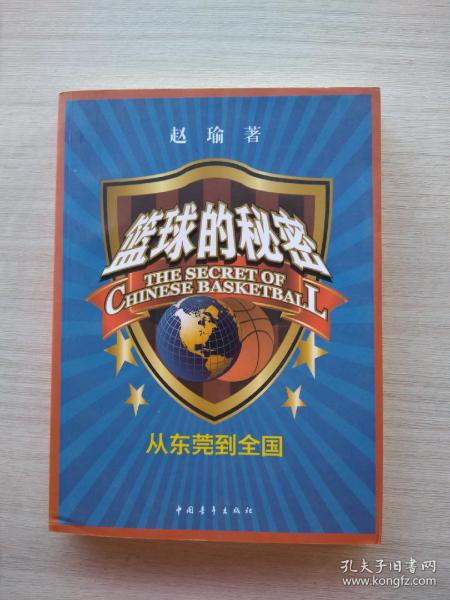 赵瑜 著
篮球的秘密
THE SECRET OF
CHINESE BASKETBALL
从东莞到全国
中国青年出版社
孔夫子旧书网
www.kongfz.com